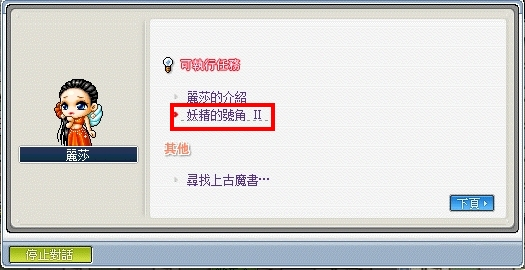 可執行任務
麗莎的介紹
妖精的號角 Ⅱ
其他
尋找上古魔書…
麗莎
下頁
停止對話